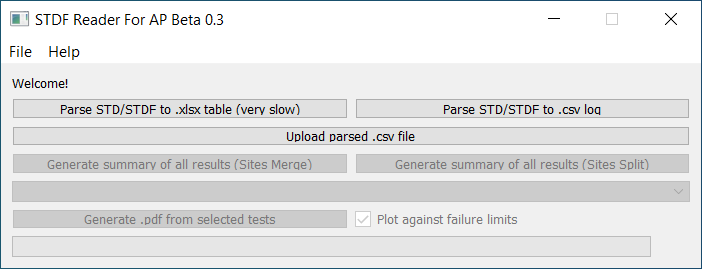 STDF Reader For AP Beta 0.3
File Help
Welcome!
Parse STD/STDF to .xlsx table (very slow) Parse STD/STDF to .csv log
Upload parsed .csv file
Generate summary of all results (Sites Merge) Generate summary of all results (Sites Split)
Generate .pdf from selected tests Plot against failure limits